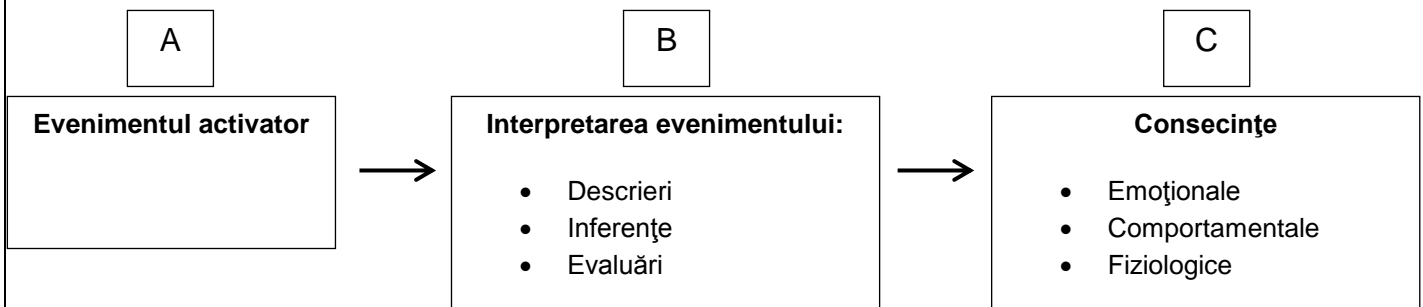 A
B
C
Evenimentul activator
Interpretarea evenimentului:
• Descrieri
• Inferenţe
• Evaluări
Consecinţe
• Emoţionale
• Comportamentale
• Fiziologice